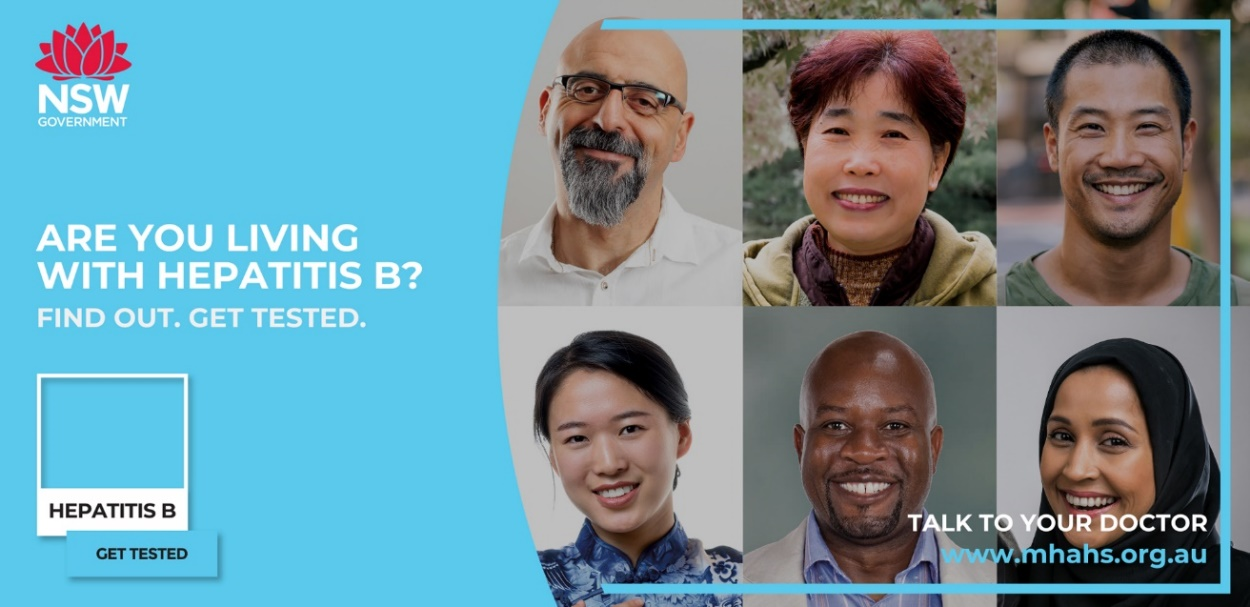 NSW
GOVERNMENT
ARE YOU LIVING
WITH HEPATITIS B?
FIND OUT. GET TESTED.
HEPATITIS B
GET TESTED
TALK TO YOUR DOCTOR
www.mhahs.org.au